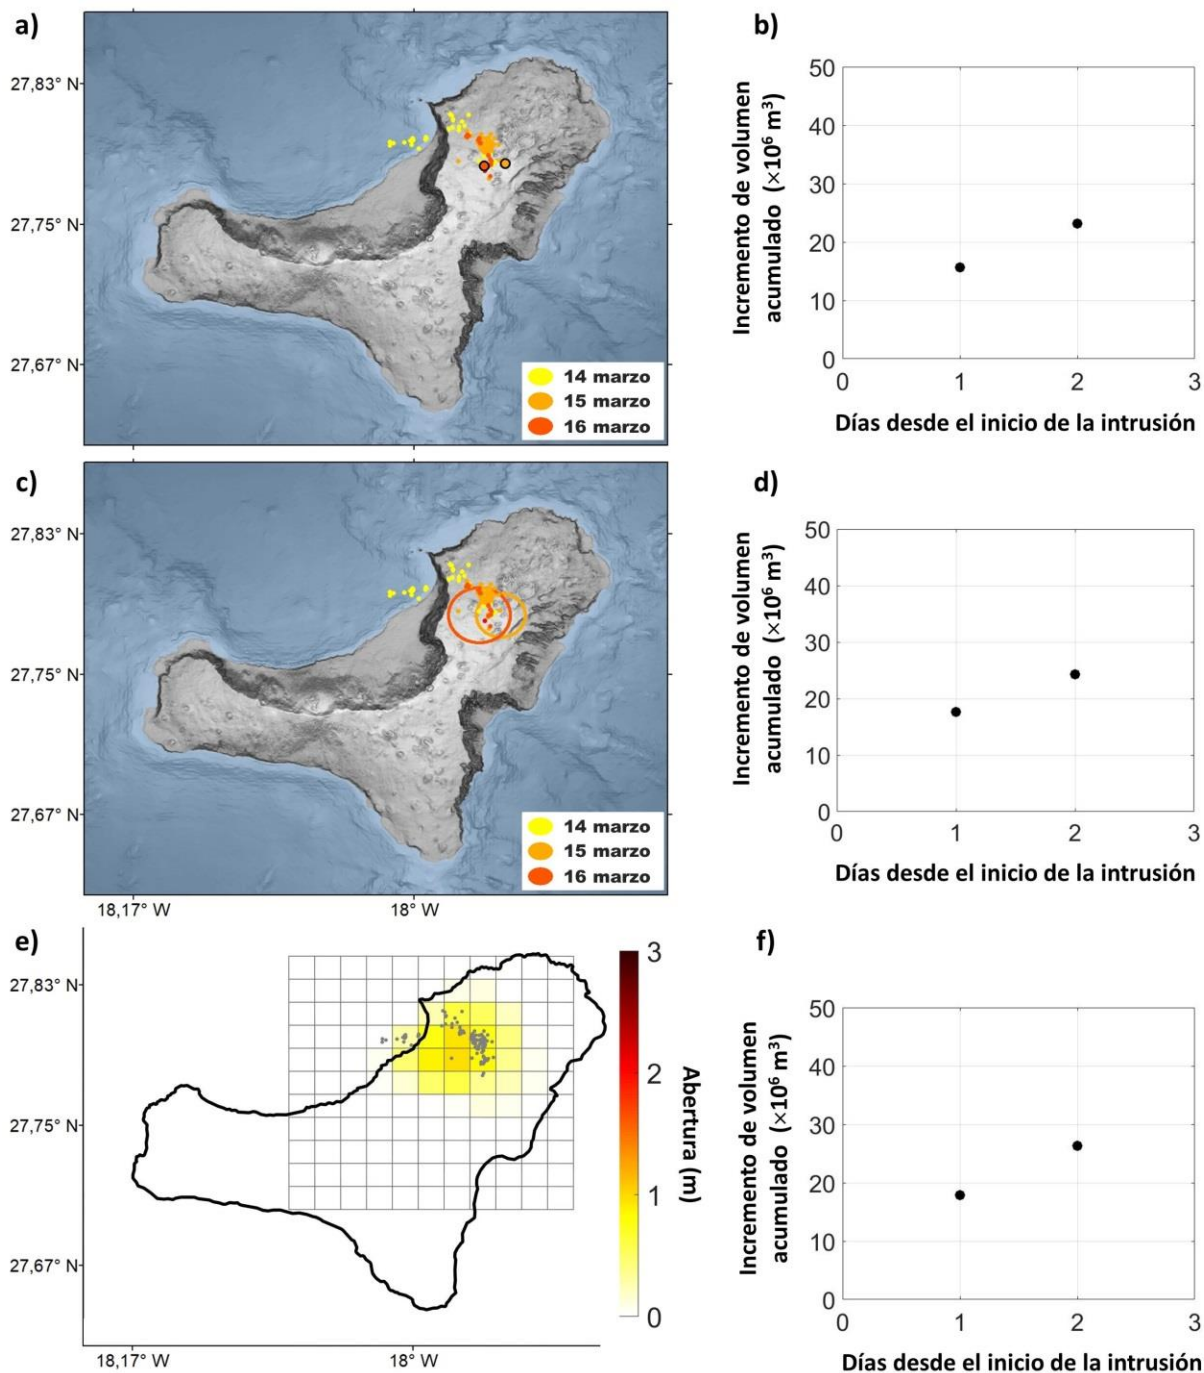 a)
27,83° N
27,75° N
27,67° N
14 marzo
15 marzo
16 marzo
b)
Incremento de volumen
acumulado (×10⁶ m³)
50
40
30
20
10
0
0 1 2 3
Días desde el inicio de la intrusión
c)
27,83° N
27,75° N
27,67° N
14 marzo
15 marzo
16 marzo
18,17° W
18° W
d)
Incremento de volumen
acumulado (×10⁶ m³)
50
40
30
20
10
0
0 1 2 3
Días desde el inicio de la intrusión
e)
27,83° N
27,75° N
27,67° N
18,17° W
18° W
3
2
1
0
Abertura (m)
f)
Incremento de volumen
acumulado (×10⁶ m³)
50
40
30
20
10
0
0 1 2 3
Días desde el inicio de la intrusión